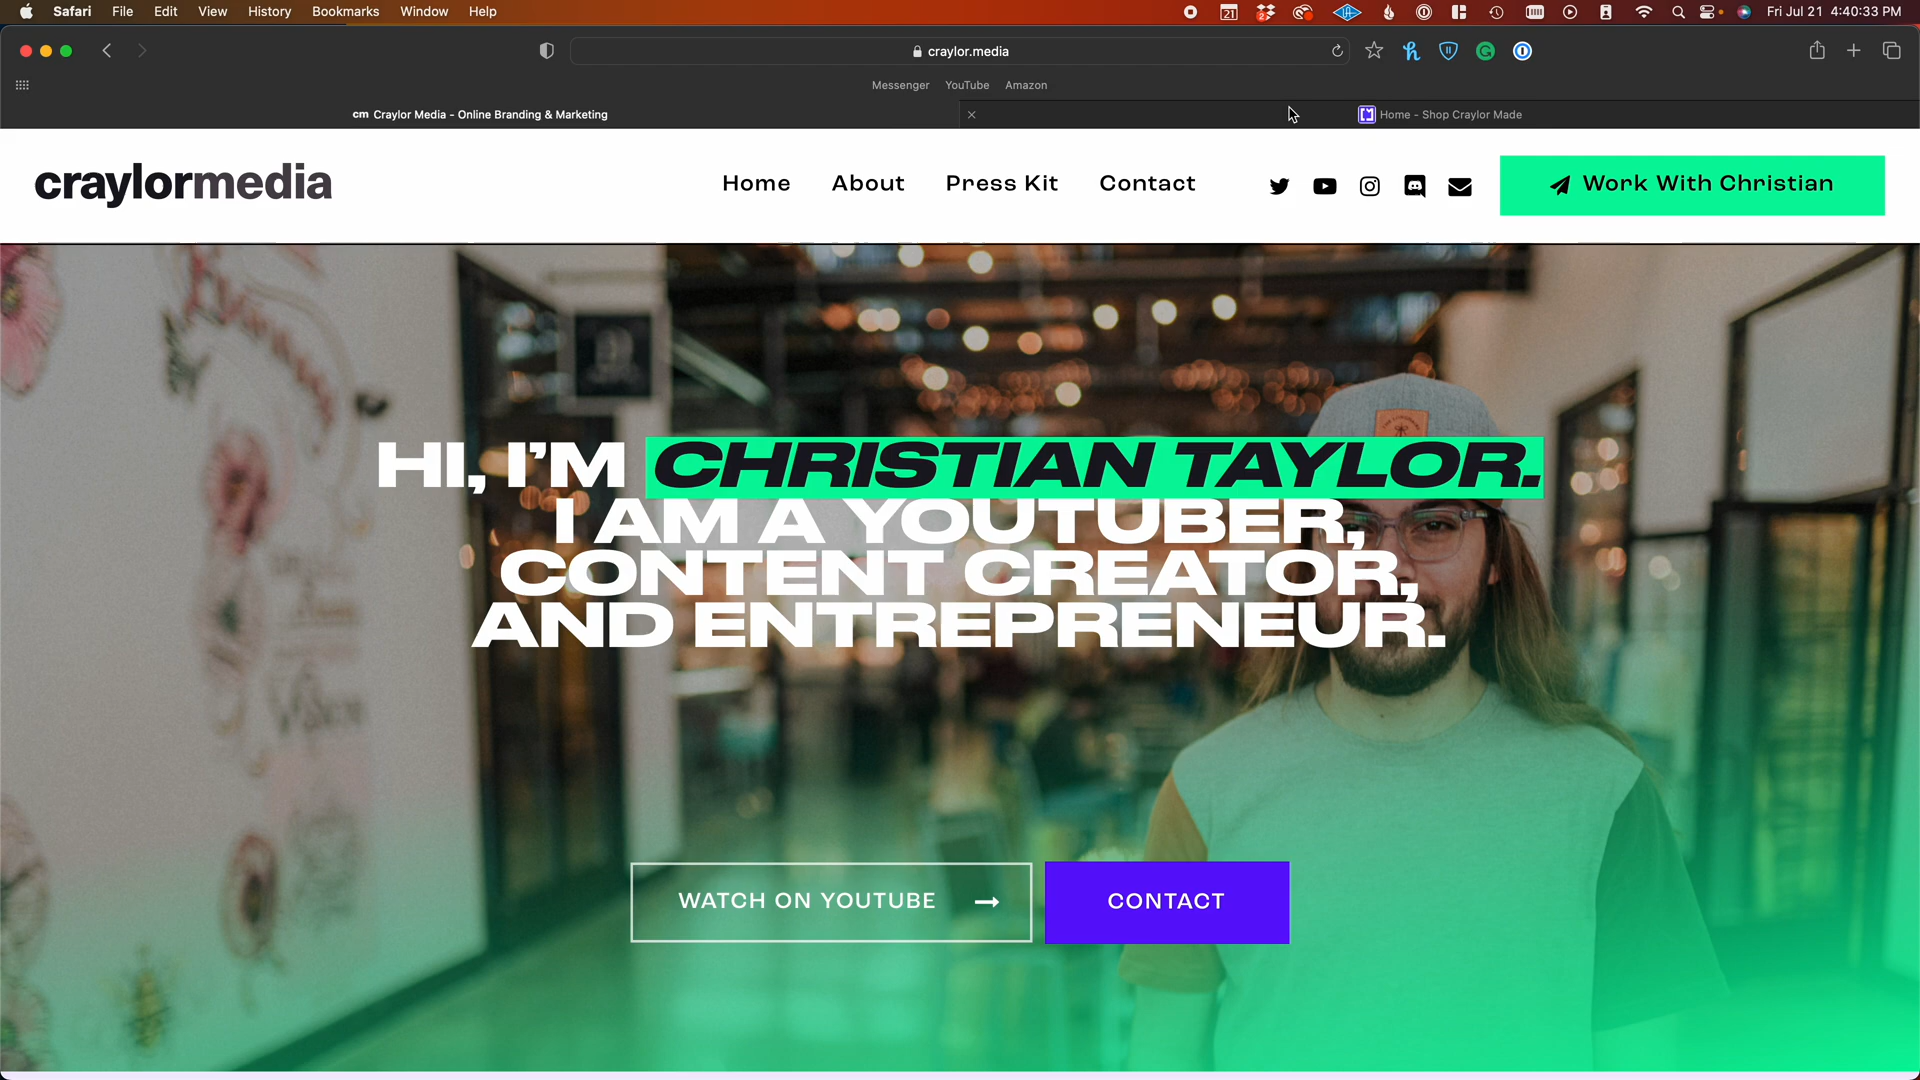 Safari File Edit View History Bookmarks Window Help
21 2 Fri Jul 21 4:40:33 PM
craylor.media
Messenger YouTube Amazon
cm Craylor Media - Online Branding & Marketing
Home - Shop Craylor Made
craylormedia
Home About Press Kit Contact
Work With Christian
HI, I'M CHRISTIAN TAYLOR.
I AM A YOUTUBER,
CONTENT CREATOR,
AND ENTREPRENEUR.
WATCH ON YOUTUBE
CONTACT